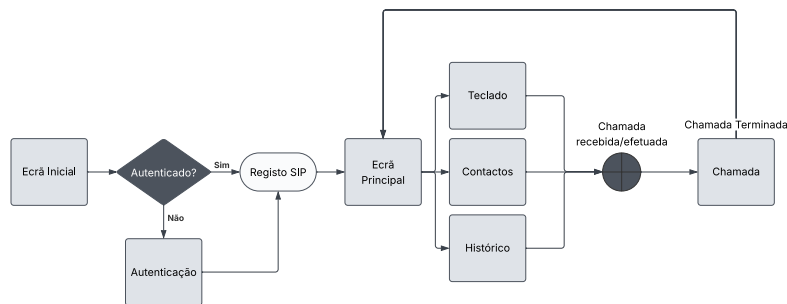 Ecrã Inicial
Autenticado?
Sim
Não
Autenticação
Registo SIP
Ecrã
Principal
Teclado
Contactos
Histórico
Chamada
recebida/efetuada
Chamada Terminada
Chamada